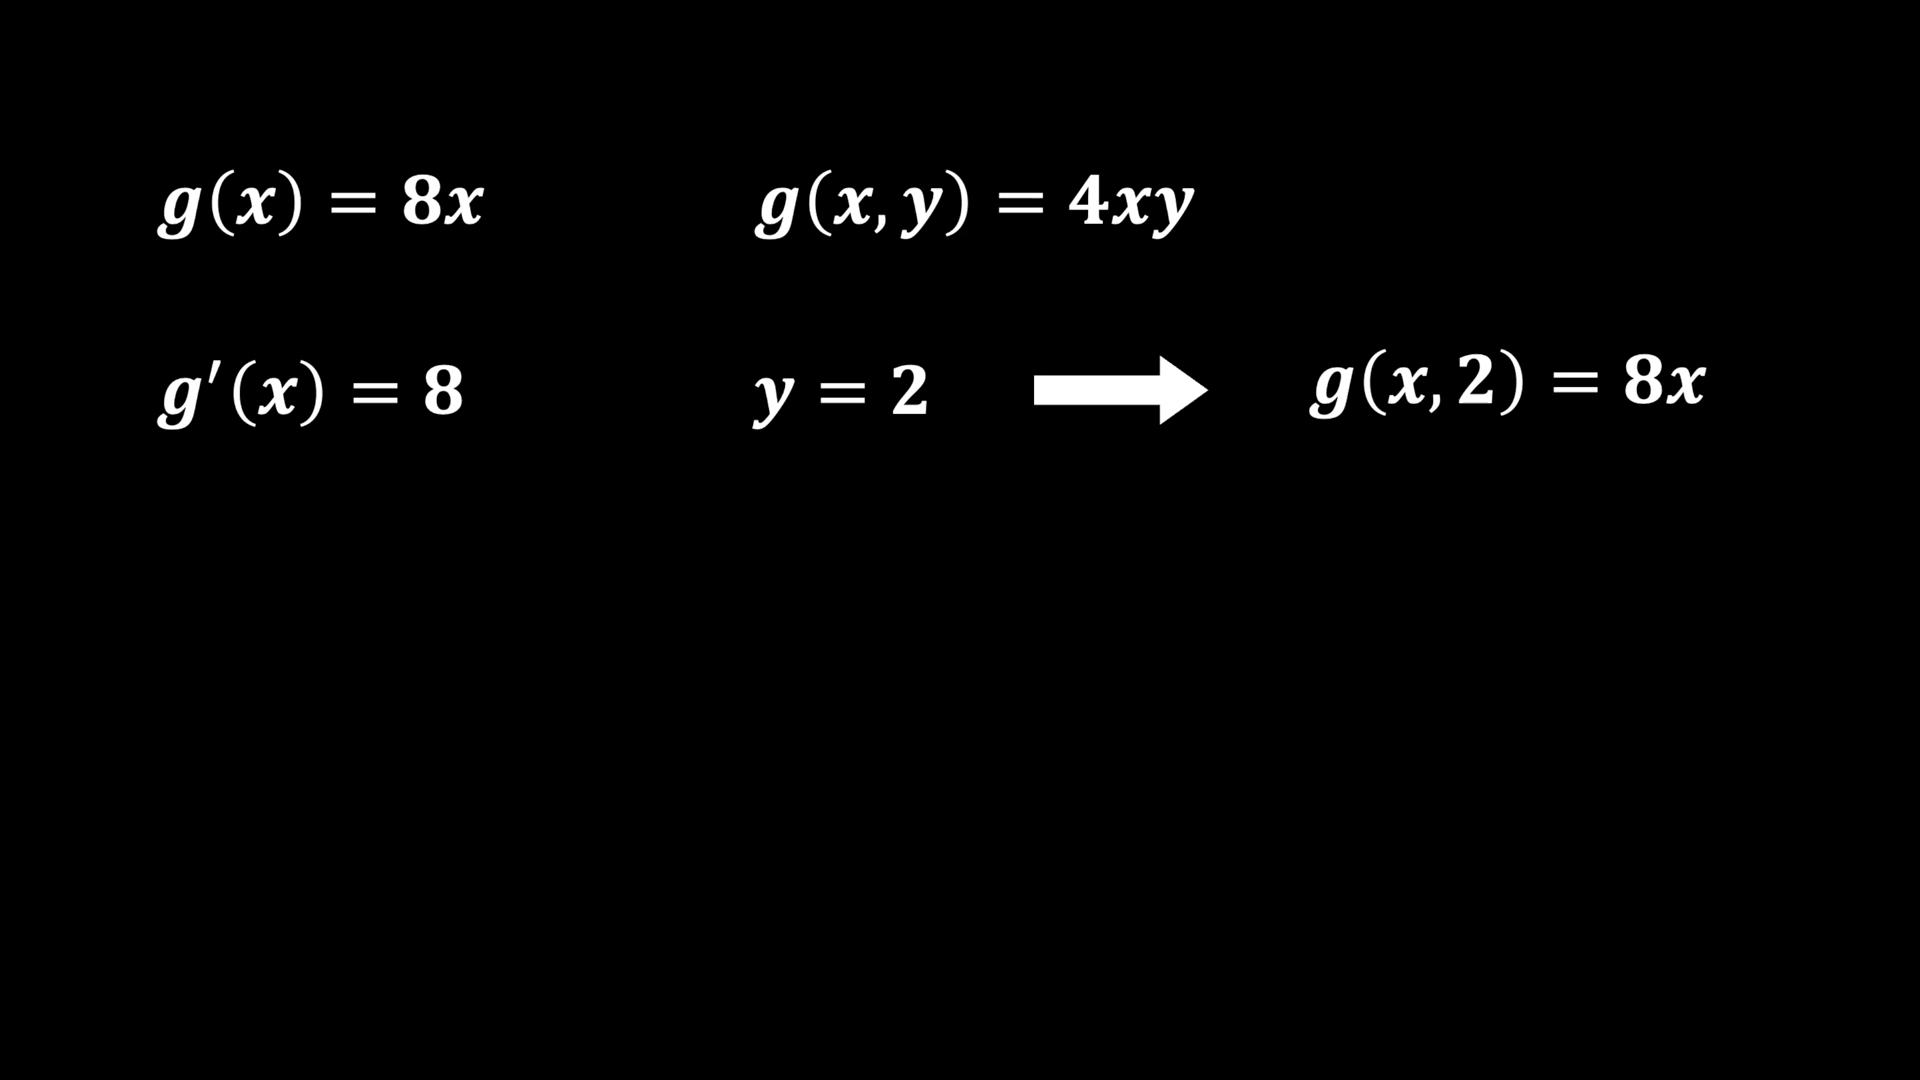 g(x) = 8x
g(x, y) = 4xy
g′(x) = 8
y = 2
g(x, 2) = 8x